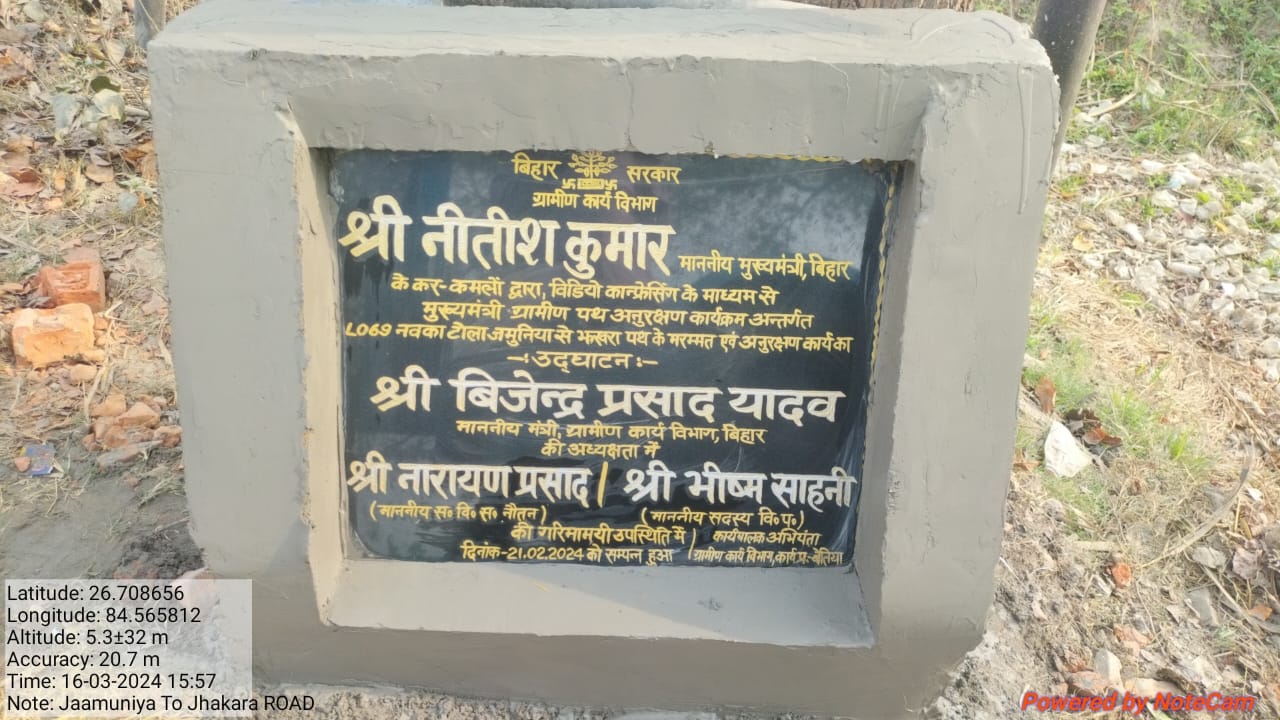 बिहार सरकार
ग्रामीण कार्य विभाग
श्री नीतीश कुमार माननीय मुख्यमंत्री, बिहार
के कर-कमलों द्वारा, विडियो कान्फ्रेसिंग के माध्यम से
मुख्यमंत्री ग्रामीण पथ अनुरक्षण कार्यक्रम अन्तर्गत
L069 नवका टोला जमुनिया से झखरा पथ के मरम्मत एवं अनुरक्षण कार्य का
-:उद्घाटन:-
श्री बिजेन्द्र प्रसाद यादव
माननीय मंत्री, ग्रामीण कार्य विभाग, बिहार
की अध्यक्षता में
श्री नारायण प्रसाद / श्री भीष्म साहनी
(माननीय स० वि० स० नौतन) (माननीय सदस्य वि० प०)
की गरिमामयी उपस्थिति में / कार्यपालक अभियंता
दिनांक-21.02.2024 को सम्पन हुआ / ग्रामीण कार्य विभाग, कार्य प्र०-बेतिया
Latitude: 26.708656
Longitude: 84.565812
Altitude: 5.3±32 m
Accuracy: 20.7 m
Time: 16-03-2024 15:57
Note: Jaamuniya To Jhakara ROAD
Powered by NoteCam